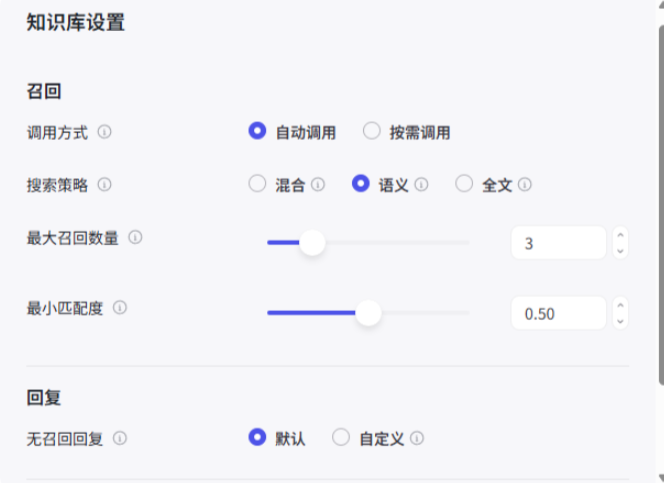 知识库设置
召回
调用方式 自动调用 按需调用
搜索策略 混合 语义 全文
最大召回数量 3
最小匹配度 0.50
回复
无召回回复 默认 自定义